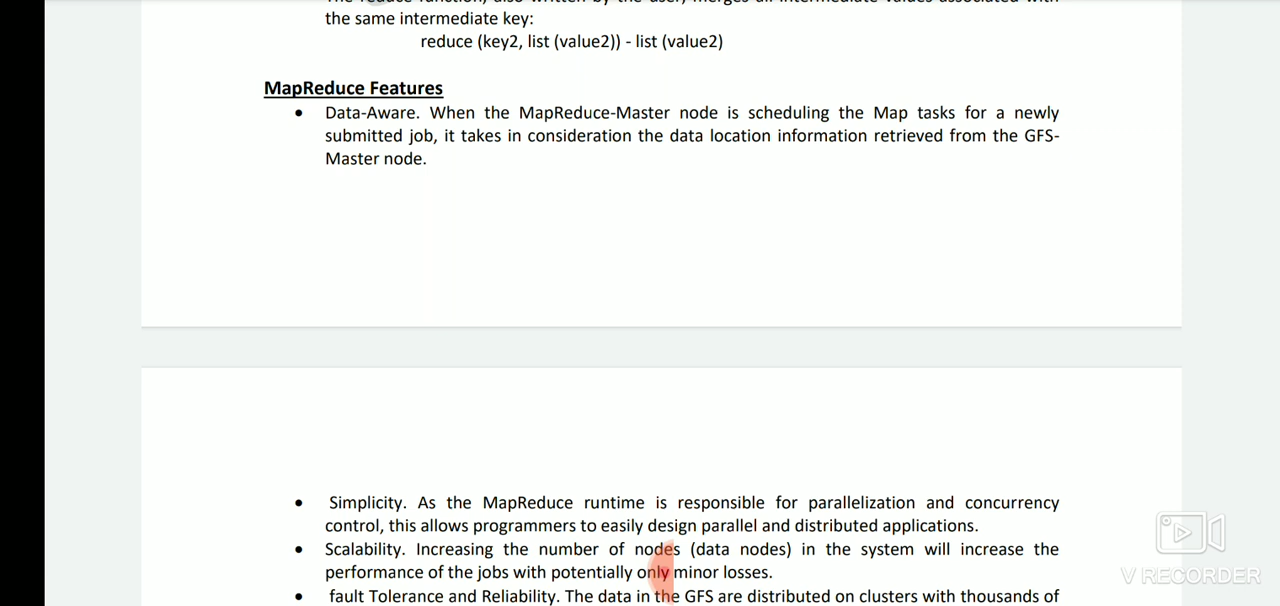 the same intermediate key:
reduce (key2, list (value2)) - list (value2)
MapReduce Features
• Data-Aware. When the MapReduce-Master node is scheduling the Map tasks for a newly
submitted job, it takes in consideration the data location information retrieved from the GFS-
Master node.
• Simplicity. As the MapReduce runtime is responsible for parallelization and concurrency
control, this allows programmers to easily design parallel and distributed applications.
• Scalability. Increasing the number of nodes (data nodes) in the system will increase the
performance of the jobs with potentially only minor losses.
• fault Tolerance and Reliability. The data in the GFS are distributed on clusters with thousands of
V RECORDER